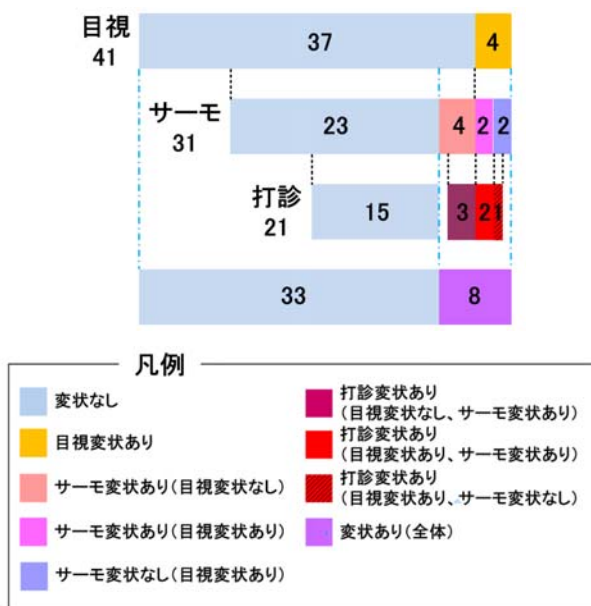 目視
41
37
4
サーモ
31
23
4
2
2
打診
21
15
3
2
1
33
8
凡例
変状なし
目視変状あり
サーモ変状あり(目視変状なし)
サーモ変状あり(目視変状あり)
サーモ変状なし(目視変状あり)
打診変状あり
(目視変状なし、サーモ変状あり)
打診変状あり
(目視変状あり、サーモ変状あり)
打診変状あり
(目視変状あり、サーモ変状なし)
変状あり(全体)